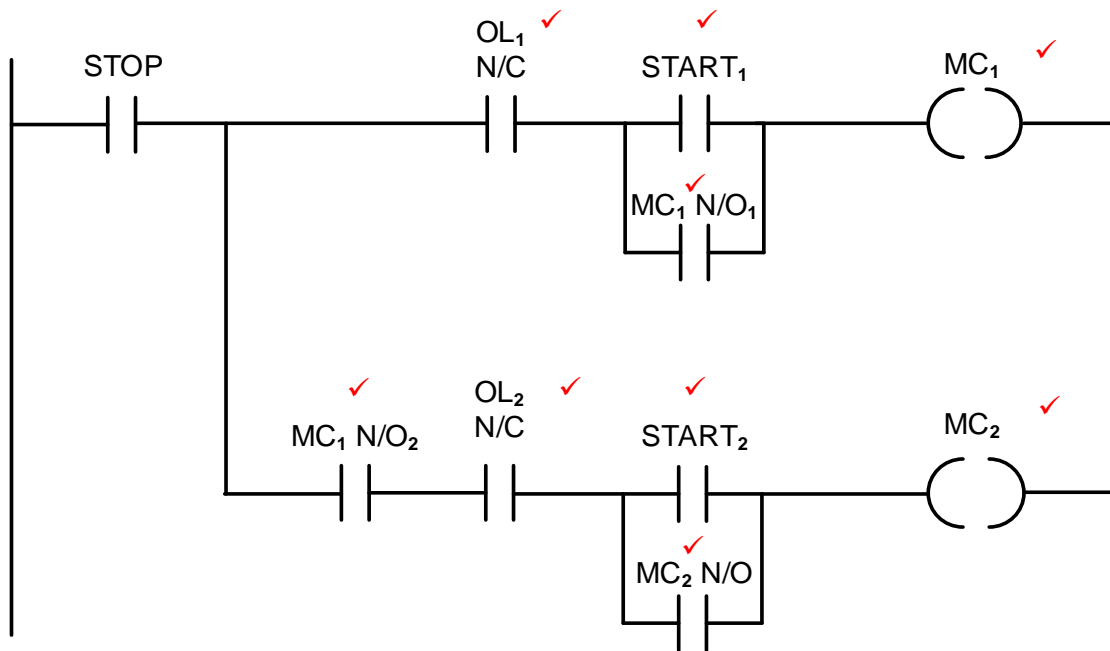 STOP
OL₁
N/C
START₁
MC₁
MC₁ N/O₁
MC₁ N/O₂
OL₂
N/C
START₂
MC₂
MC₂ N/O